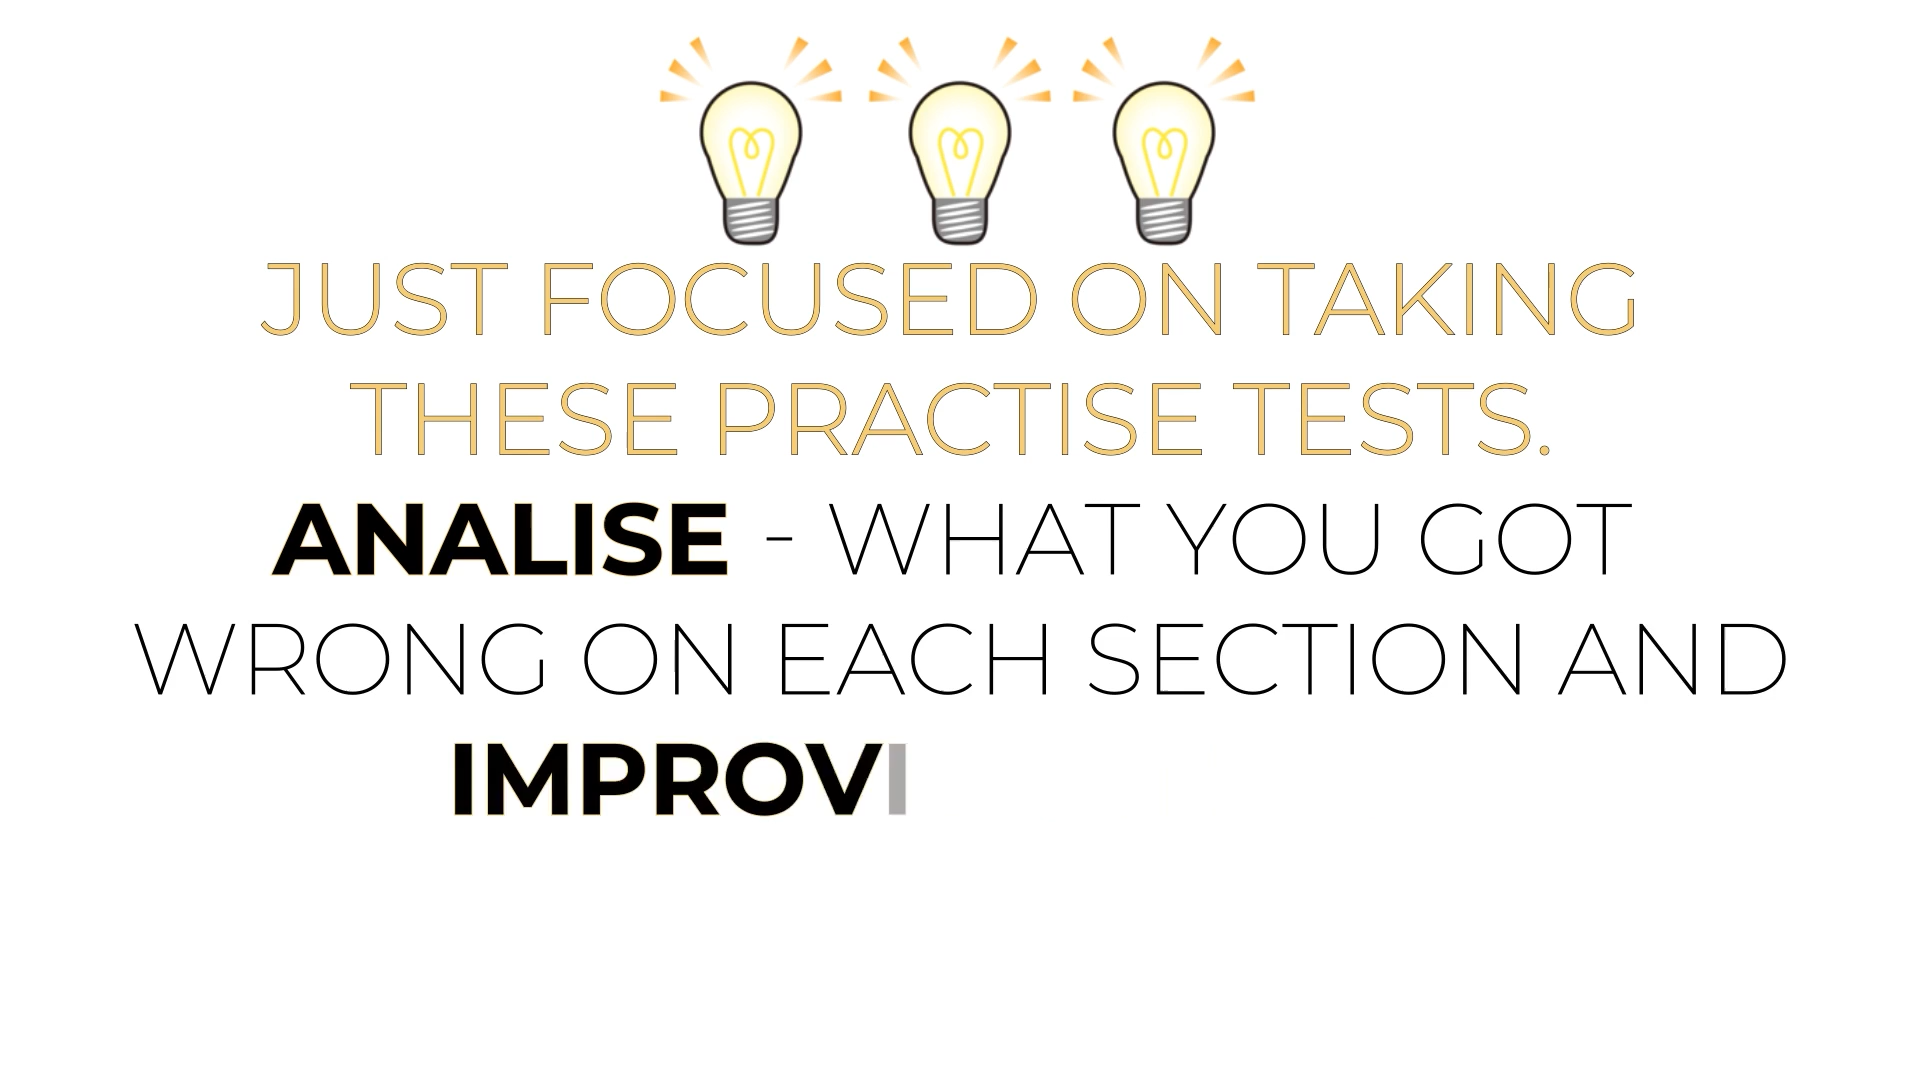 JUST FOCUSED ON TAKING
THESE PRACTISE TESTS.
ANALISE - WHAT YOU GOT
WRONG ON EACH SECTION AND
IMPROVI